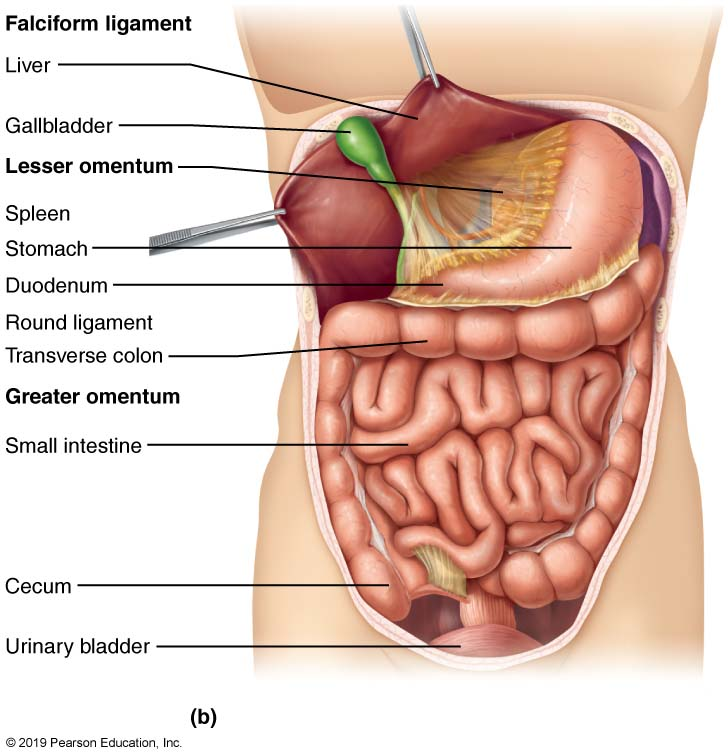 Falciform ligament
Liver
Gallbladder
Lesser omentum
Spleen
Stomach
Duodenum
Round ligament
Transverse colon
Greater omentum
Small intestine
Cecum
Urinary bladder
(b)
© 2019 Pearson Education, Inc.